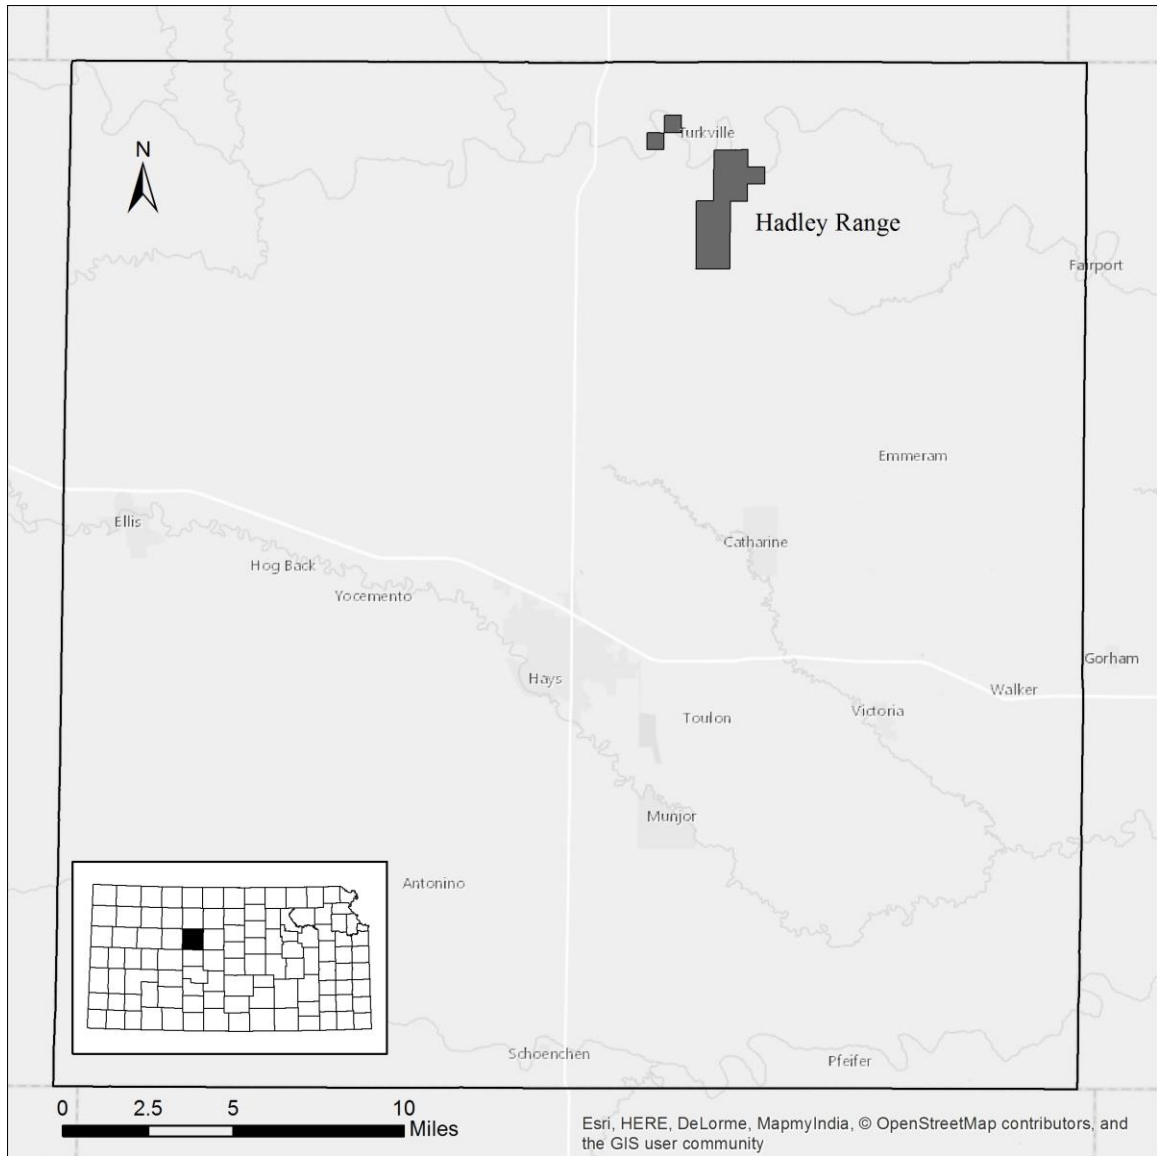 N
Turkville
Hadley Range
Fairport
Emmeram
Ellis
Catharine
Hog Back
Yocemento
Gorham
Hays
Walker
Victoria
Toulon
Munjor
Antonino
Schoenchen
Pfeifer
0 2.5 5 10
Miles
Esri, HERE, DeLorme, MapmyIndia, © OpenStreetMap contributors, and
the GIS user community